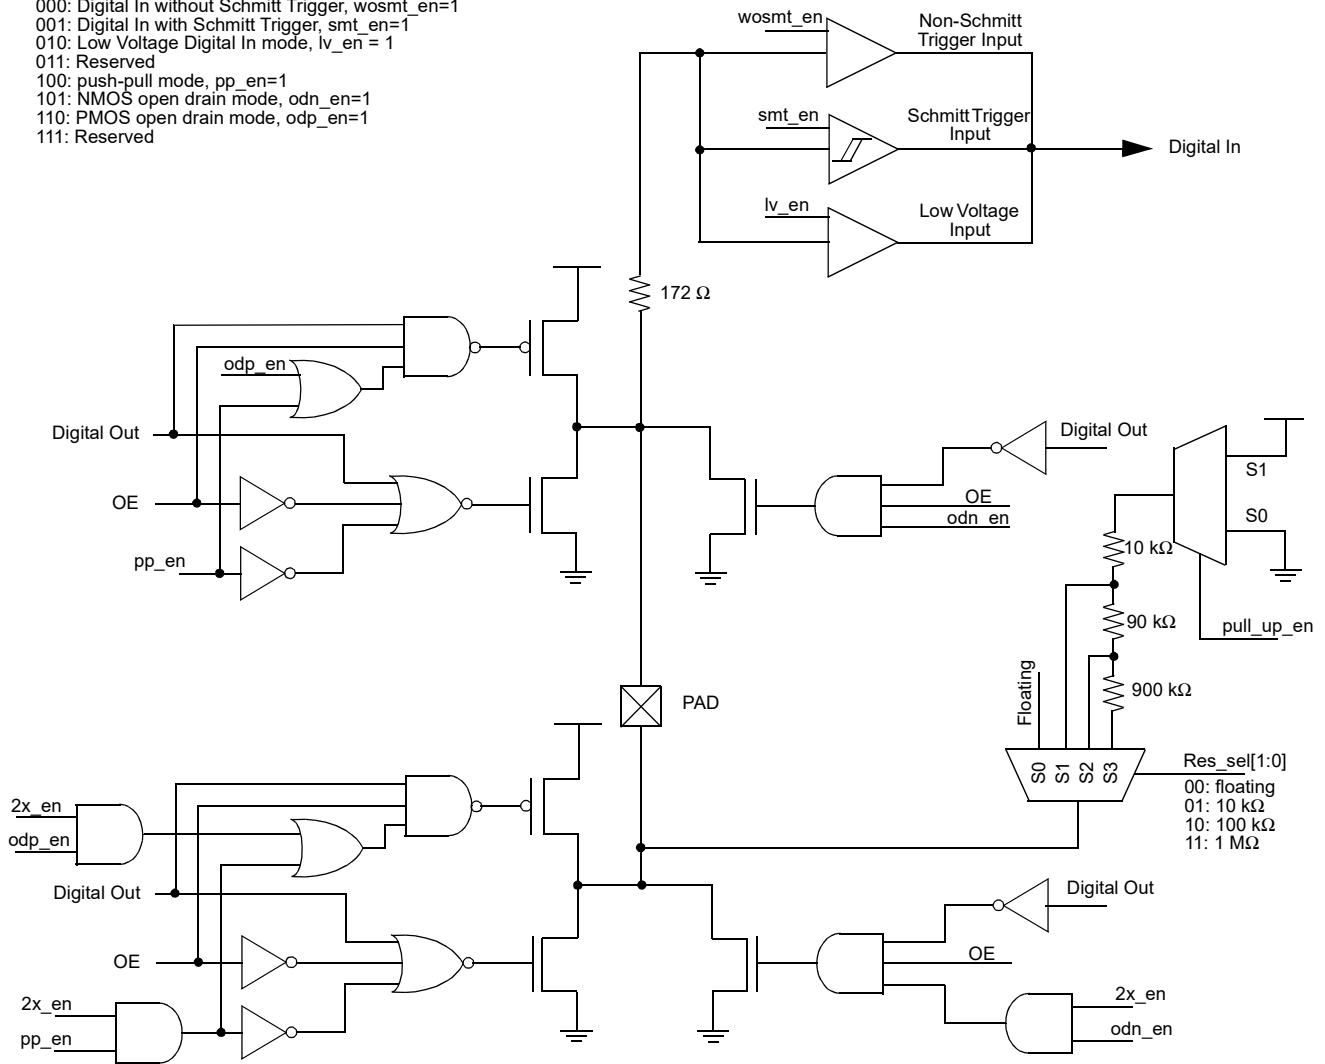 000: Digital In without Schmitt Trigger, wosmt_en=1
001: Digital In with Schmitt Trigger, smt_en=1
010: Low Voltage Digital In mode, lv_en = 1
011: Reserved
100: push-pull mode, pp_en=1
101: NMOS open drain mode, odn_en=1
110: PMOS open drain mode, odp_en=1
111: Reserved
wosmt_en
Non-Schmitt
Trigger Input
smt_en
Schmitt Trigger
Input
Digital In
lv_en
Low Voltage
Input
172 Ω
odp_en
Digital Out
OE
pp_en
Digital Out
OE
odn_en
S1
S0
10 kΩ
90 kΩ
pull_up_en
900 kΩ
Floating
PAD
S0
S1
S2
S3
Res_sel[1:0]
00: floating
01: 10 kΩ
10: 100 kΩ
11: 1 MΩ
2x_en
odp_en
Digital Out
OE
2x_en
pp_en
Digital Out
OE
2x_en
odn_en